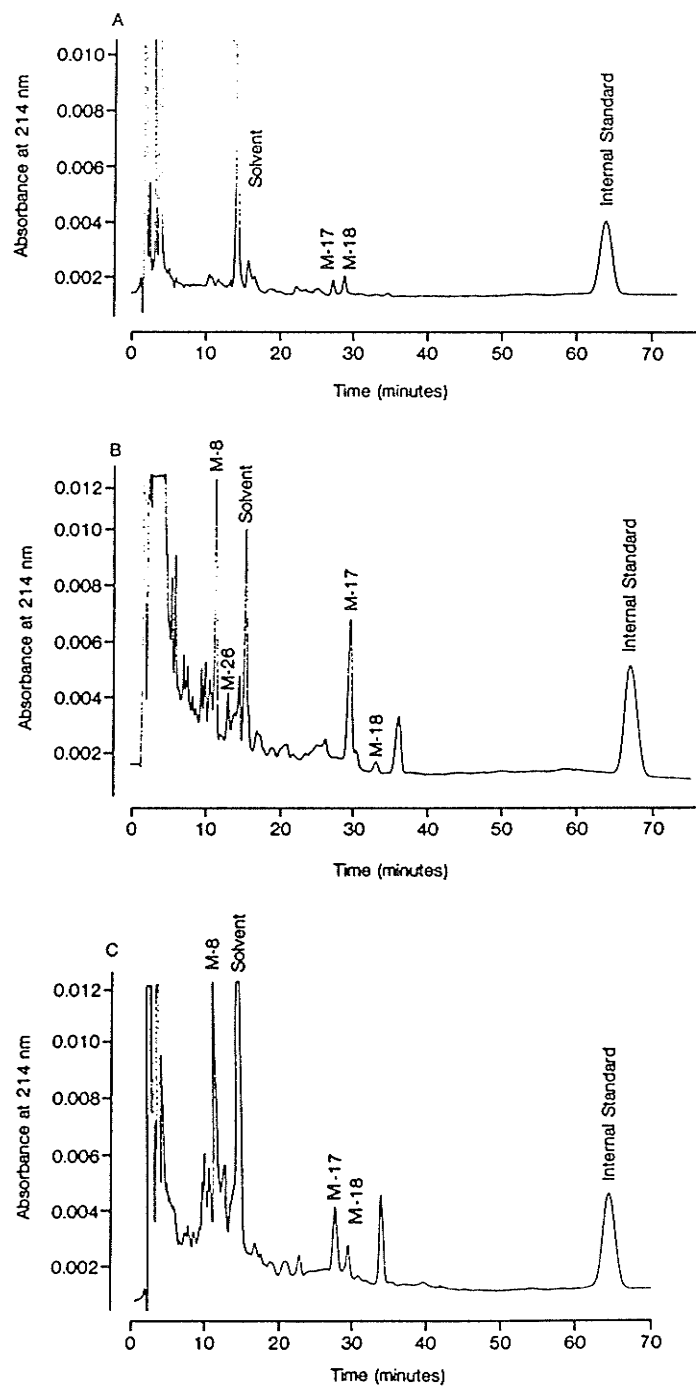 A
Absorbance at 214 nm
0.010
0.008
0.006
0.004
0.002
Solvent
M-17
M-18
Internal Standard
0 10 20 30 40 50 60 70
Time (minutes)
B
Absorbance at 214 nm
0.012
0.010
0.008
0.006
0.004
0.002
M-8
M-26
Solvent
M-17
M-18
Internal Standard
0 10 20 30 40 50 60 70
Time (minutes)
C
Absorbance at 214 nm
0.012
0.010
0.008
0.006
0.004
0.002
M-8
Solvent
M-17
M-18
Internal Standard
0 10 20 30 40 50 60 70
Time (minutes)